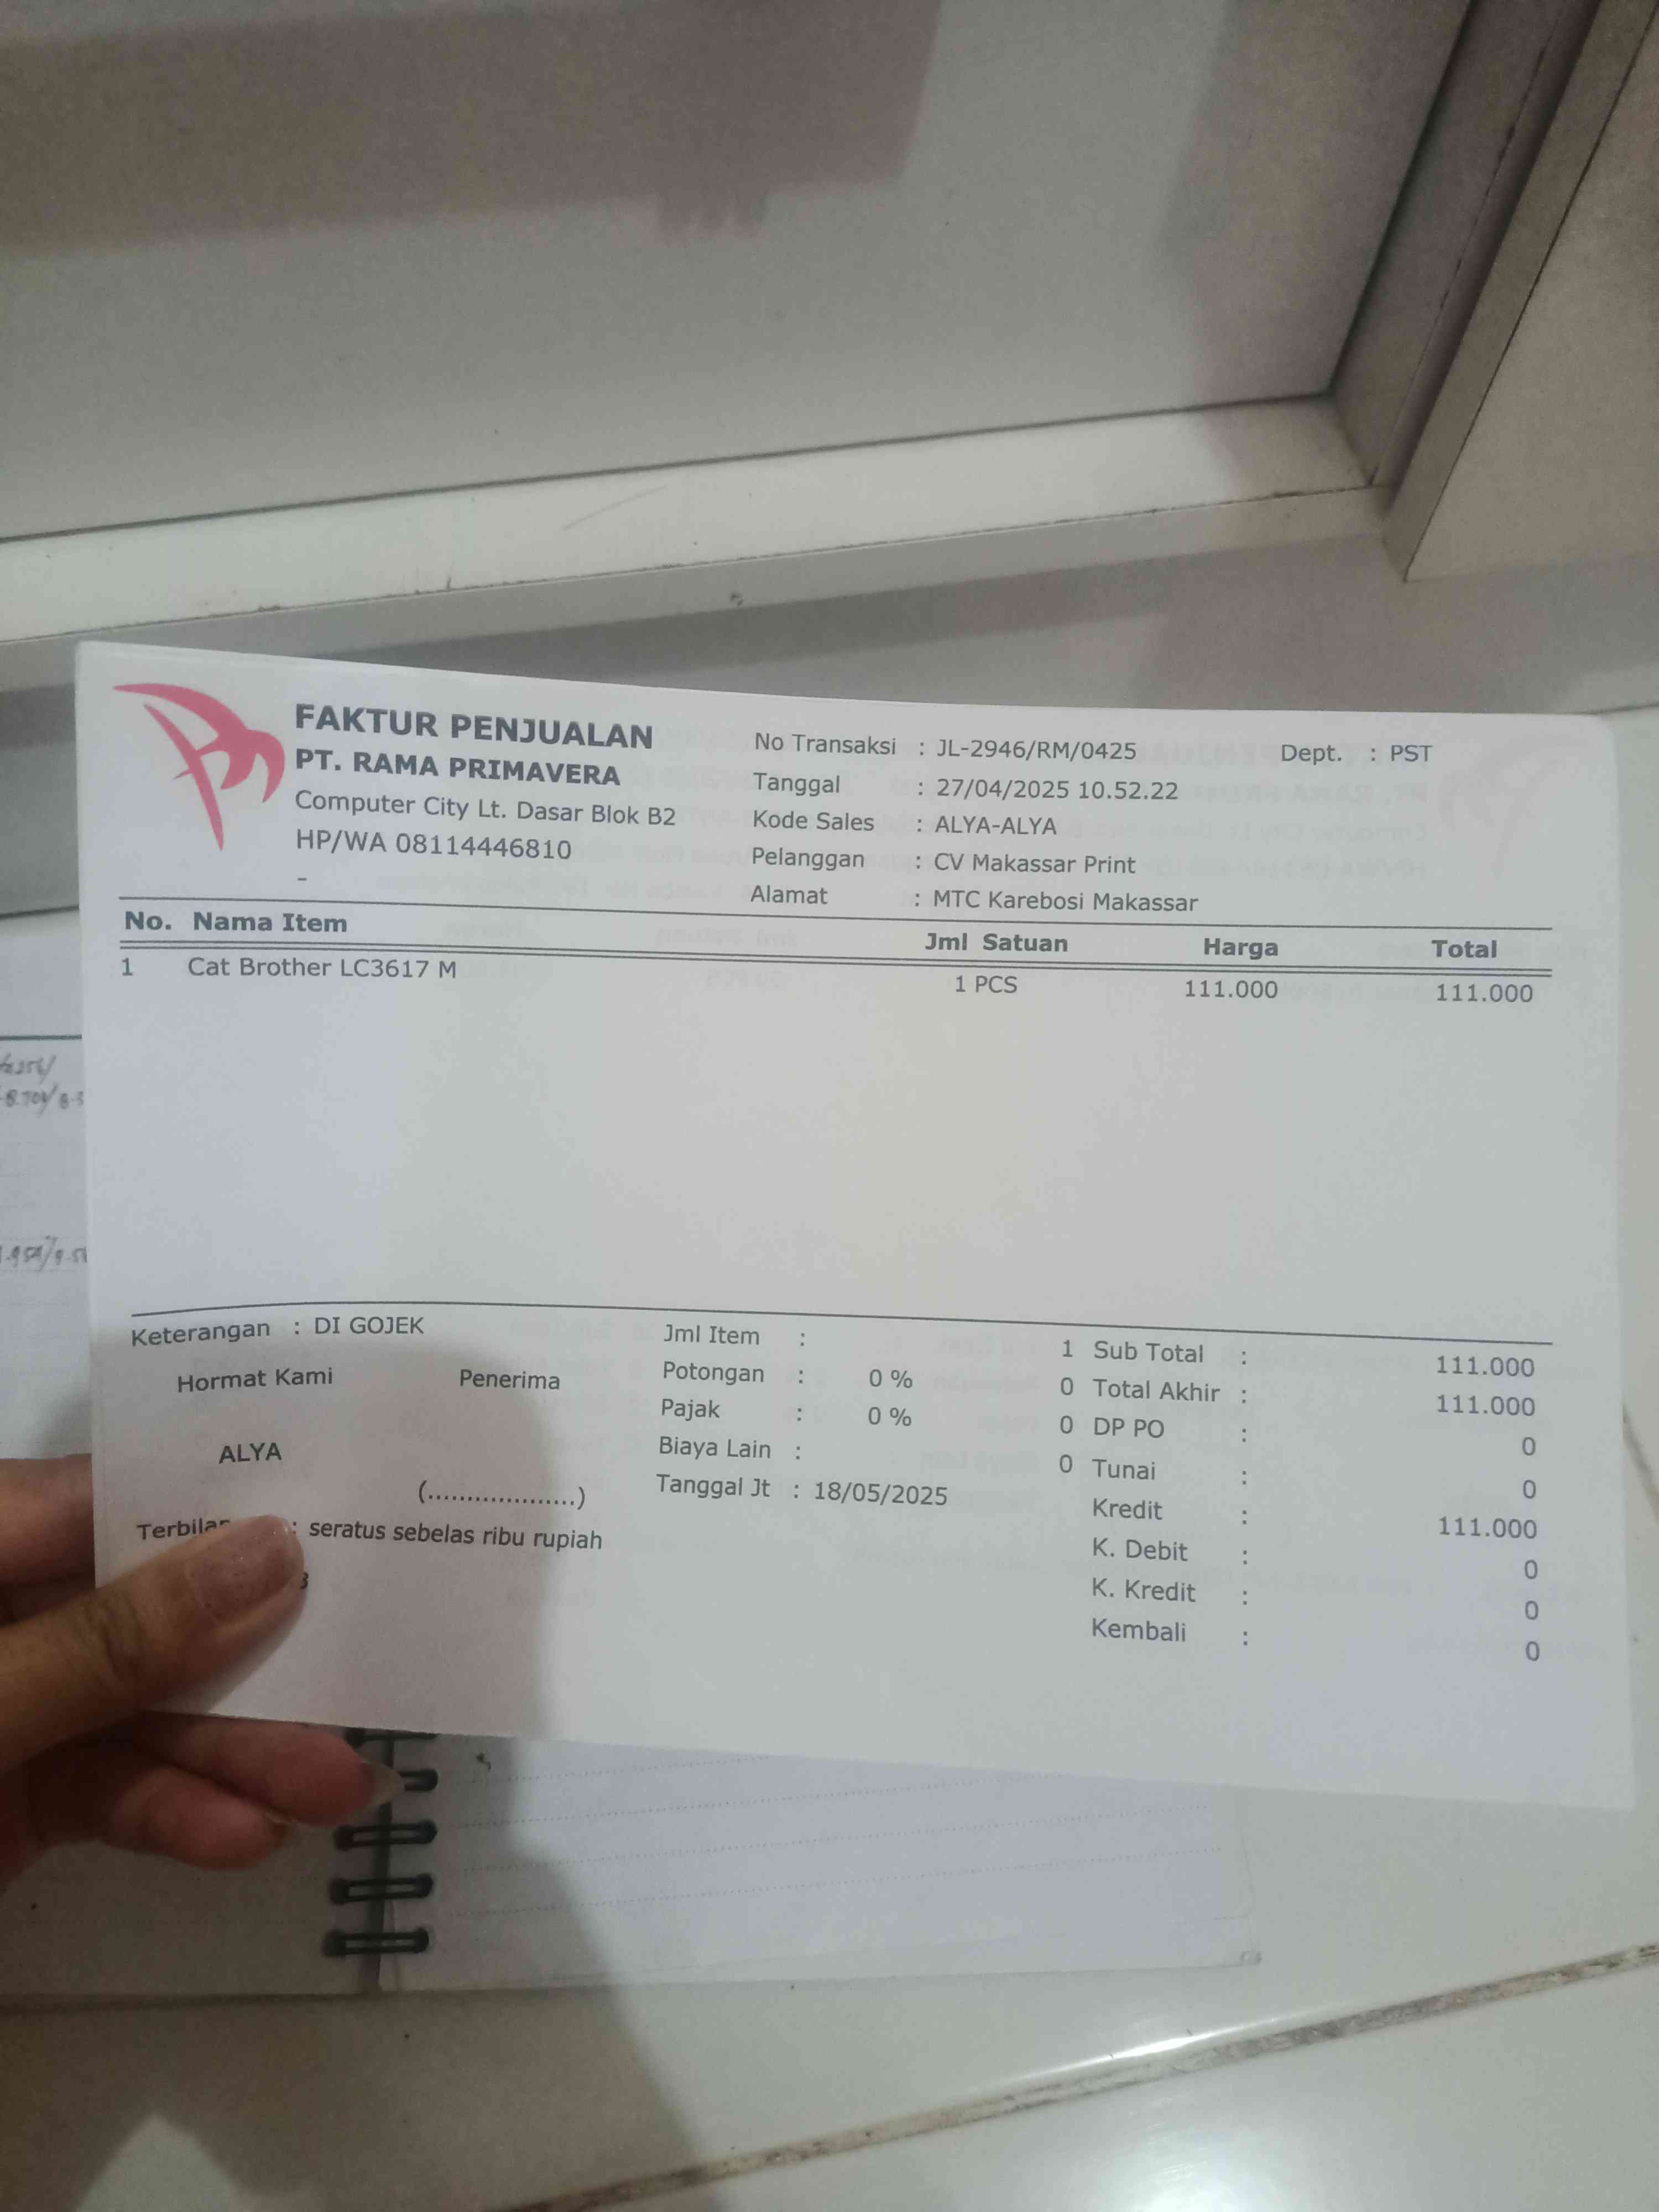 FAKTUR PENJUALAN
PT. RAMA PRIMAVERA
Computer City Lt. Dasar Blok B2
HP/WA 08114446810
-
No Transaksi : JL-2946/RM/0425 Dept. : PST
Tanggal : 27/04/2025 10.52.22
Kode Sales : ALYA-ALYA
Pelanggan : CV Makassar Print
Alamat : MTC Karebosi Makassar
No. Nama Item Jml Satuan Harga Total
1 Cat Brother LC3617 M 1 PCS 111.000 111.000
Keterangan : DI GOJEK
Hormat Kami Penerima
ALYA
(...................)
Terbilan : seratus sebelas ribu rupiah
Jml Item : 1
Potongan : 0 % 0
Pajak : 0 % 0
Biaya Lain : 0
Tanggal Jt : 18/05/2025
Sub Total : 111.000
Total Akhir : 111.000
DP PO : 0
Tunai : 0
Kredit : 111.000
K. Debit : 0
K. Kredit : 0
Kembali : 0